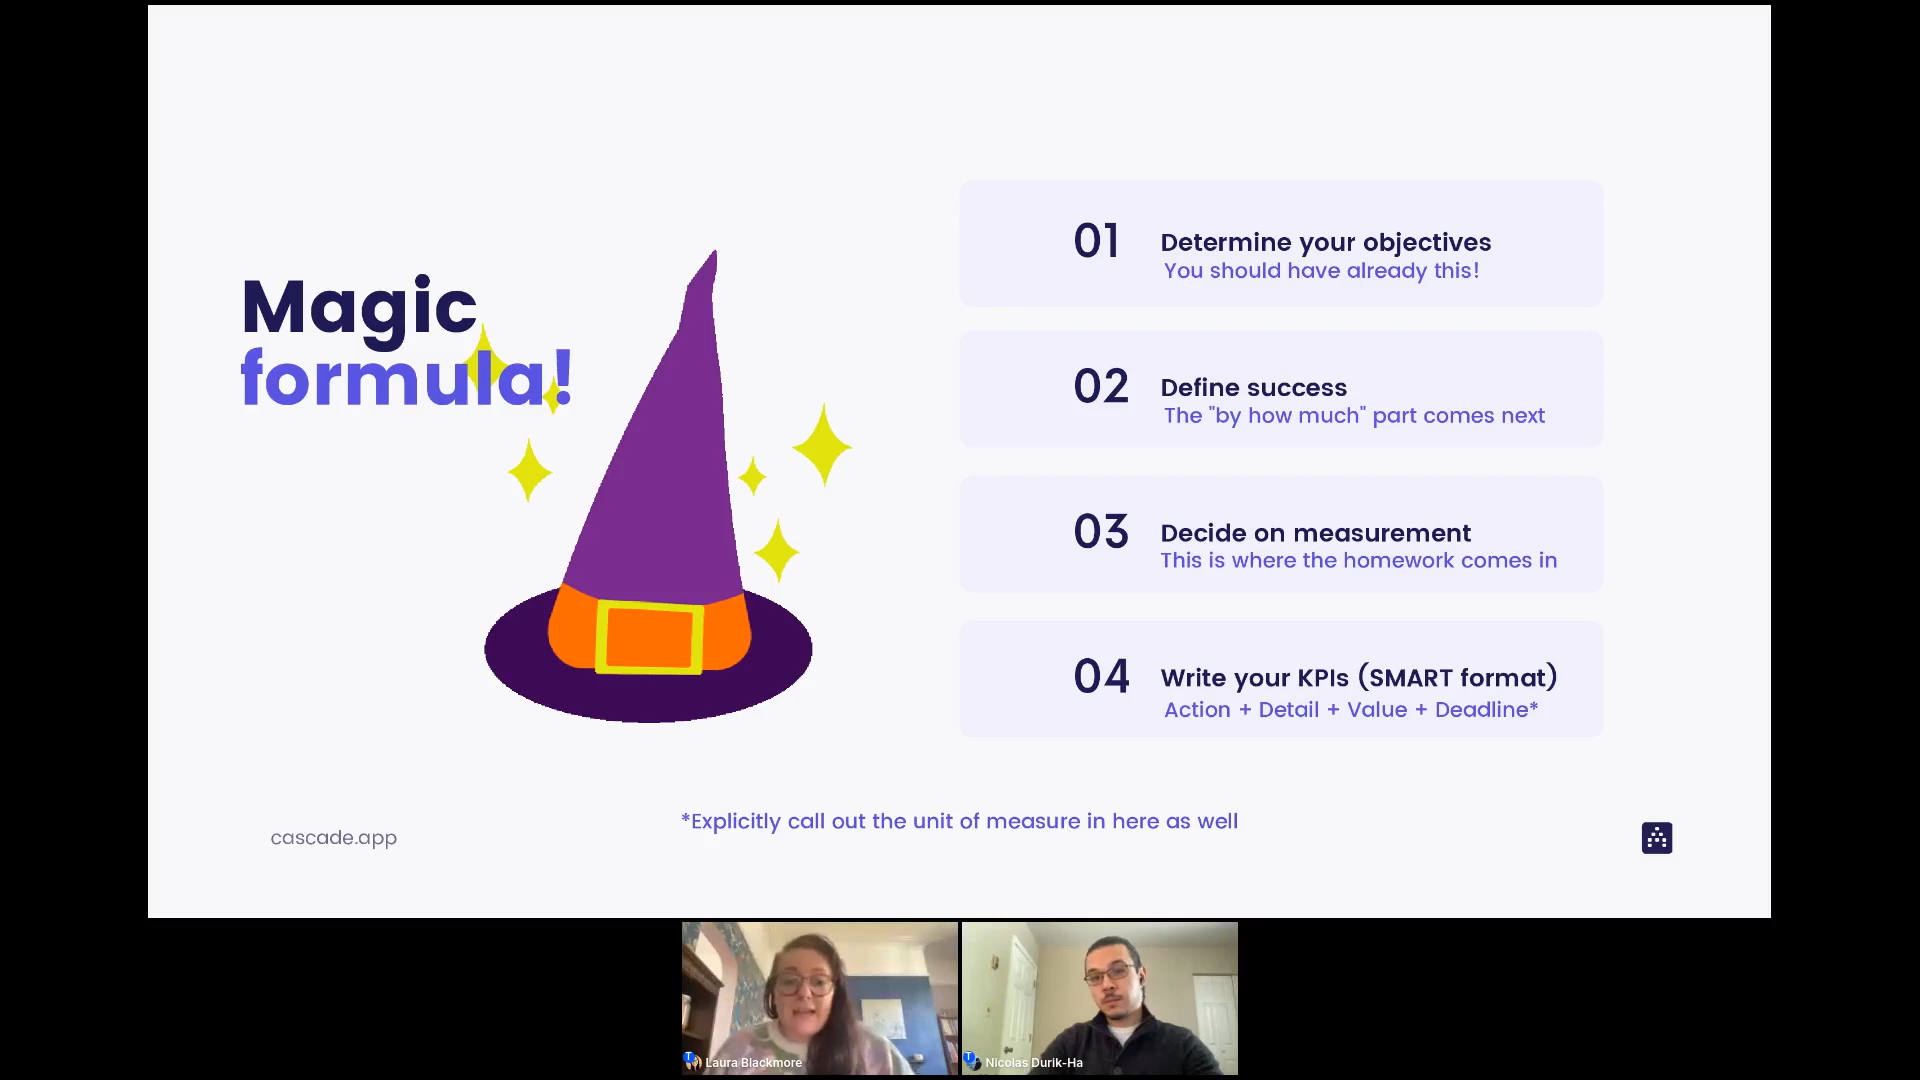 Magic
formula!
01
Determine your objectives
You should have already this!
02
Define success
The "by how much" part comes next
03
Decide on measurement
This is where the homework comes in
04
Write your KPIs (SMART format)
Action + Detail + Value + Deadline*
*Explicitly call out the unit of measure in here as well
cascade.app
T
Laura Blackmore
T
Nicolas Durik-Ha